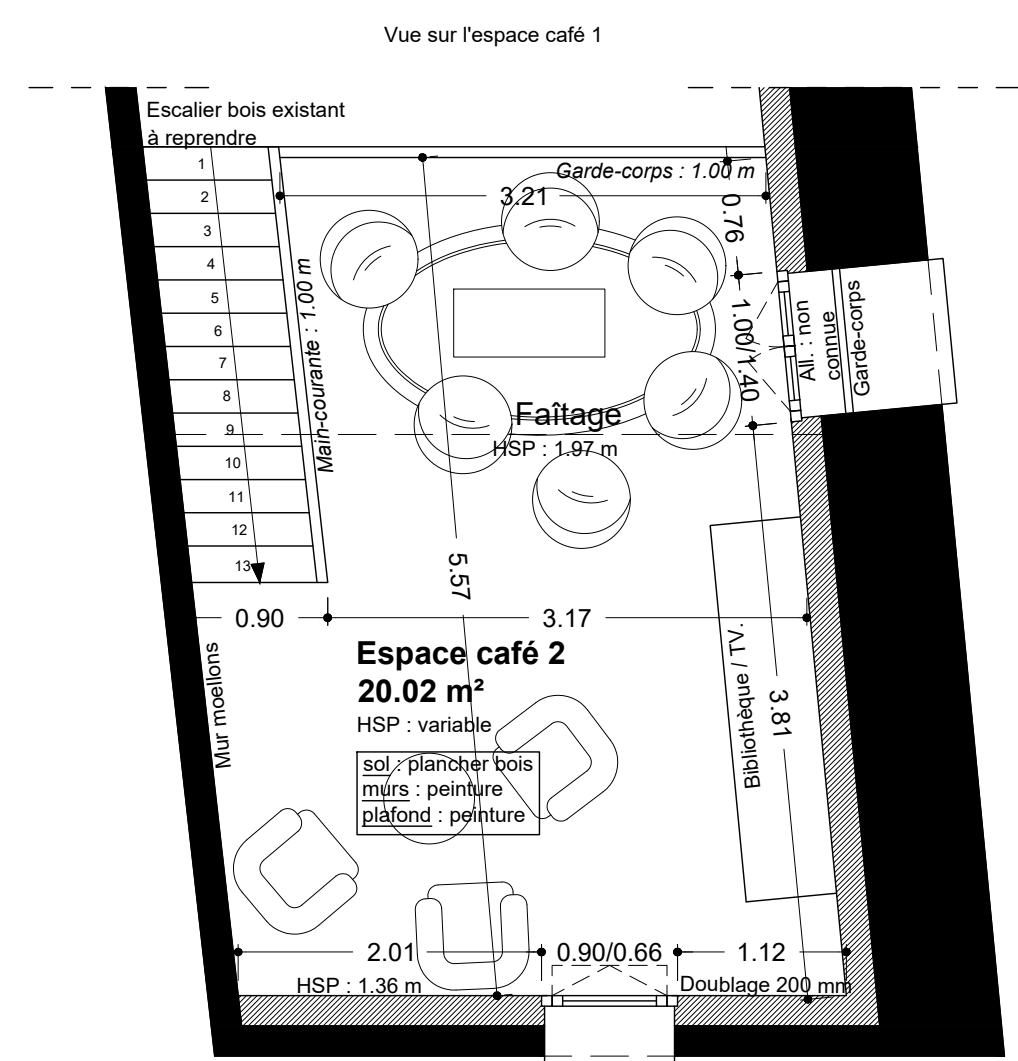 Vue sur l'espace café 1
Escalier bois existant
à reprendre
1
2
3
4
5
6
7
8
9
10
11
12
13
Main-courante : 1.00 m
Garde-corps : 1.00 m
3.21
0.76
1.00/1.40
All. : non
connue
Garde-corps
Faîtage
HSP : 1.97 m
5.57
0.90
3.17
Mur moellons
Espace café 2
20.02 m²
HSP : variable
sol : plancher bois
murs : peinture
plafond : peinture
Bibliothèque / TV.
3.81
2.01
0.90/0.66
1.12
HSP : 1.36 m
Doublage 200 mm